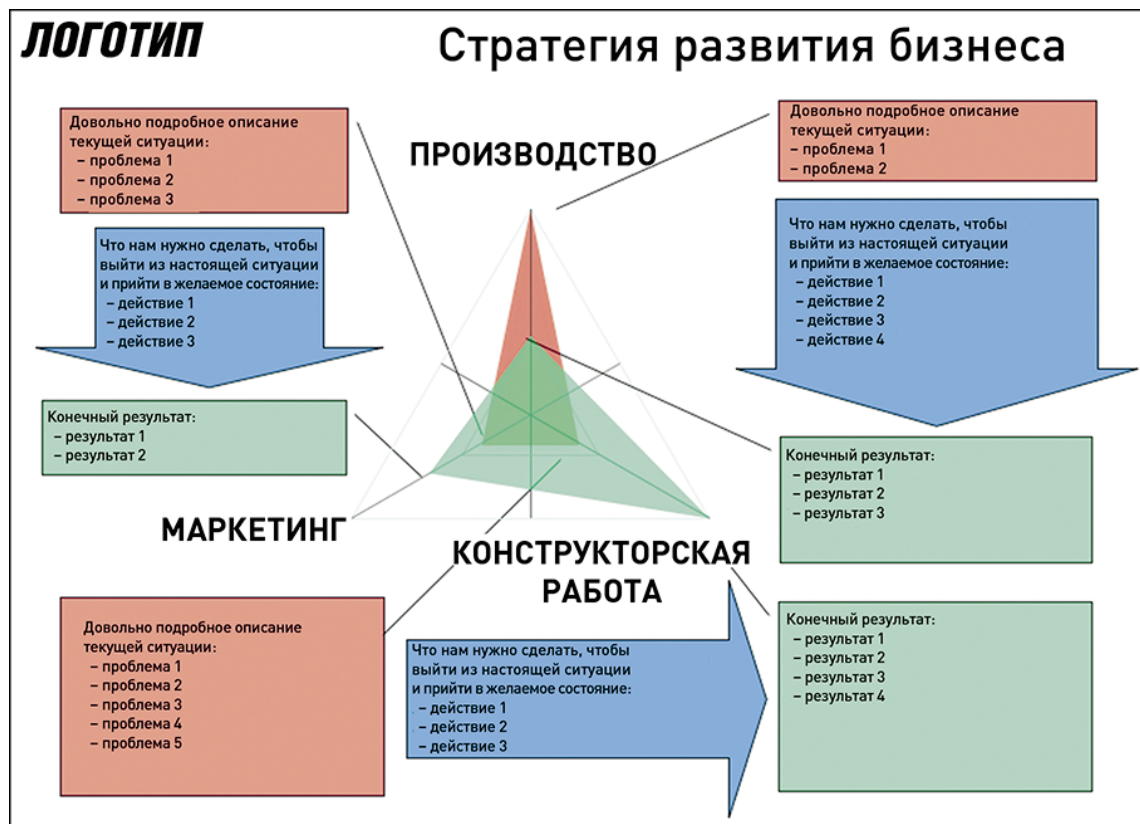 ЛОГОТИП
Стратегия развития бизнеса
Довольно подробное описание
текущей ситуации:
– проблема 1
– проблема 2
– проблема 3
Что нам нужно сделать, чтобы
выйти из настоящей ситуации
и прийти в желаемое состояние:
– действие 1
– действие 2
– действие 3
Конечный результат:
– результат 1
– результат 2
ПРОИЗВОДСТВО
Довольно подробное описание
текущей ситуации:
– проблема 1
– проблема 2
Что нам нужно сделать, чтобы
выйти из настоящей ситуации
и прийти в желаемое состояние:
– действие 1
– действие 2
– действие 3
– действие 4
Конечный результат:
– результат 1
– результат 2
– результат 3
МАРКЕТИНГ
КОНСТРУКТОРСКАЯ
РАБОТА
Довольно подробное описание
текущей ситуации:
– проблема 1
– проблема 2
– проблема 3
– проблема 4
– проблема 5
Что нам нужно сделать, чтобы
выйти из настоящей ситуации
и прийти в желаемое состояние:
– действие 1
– действие 2
– действие 3
Конечный результат:
– результат 1
– результат 2
– результат 3
– результат 4